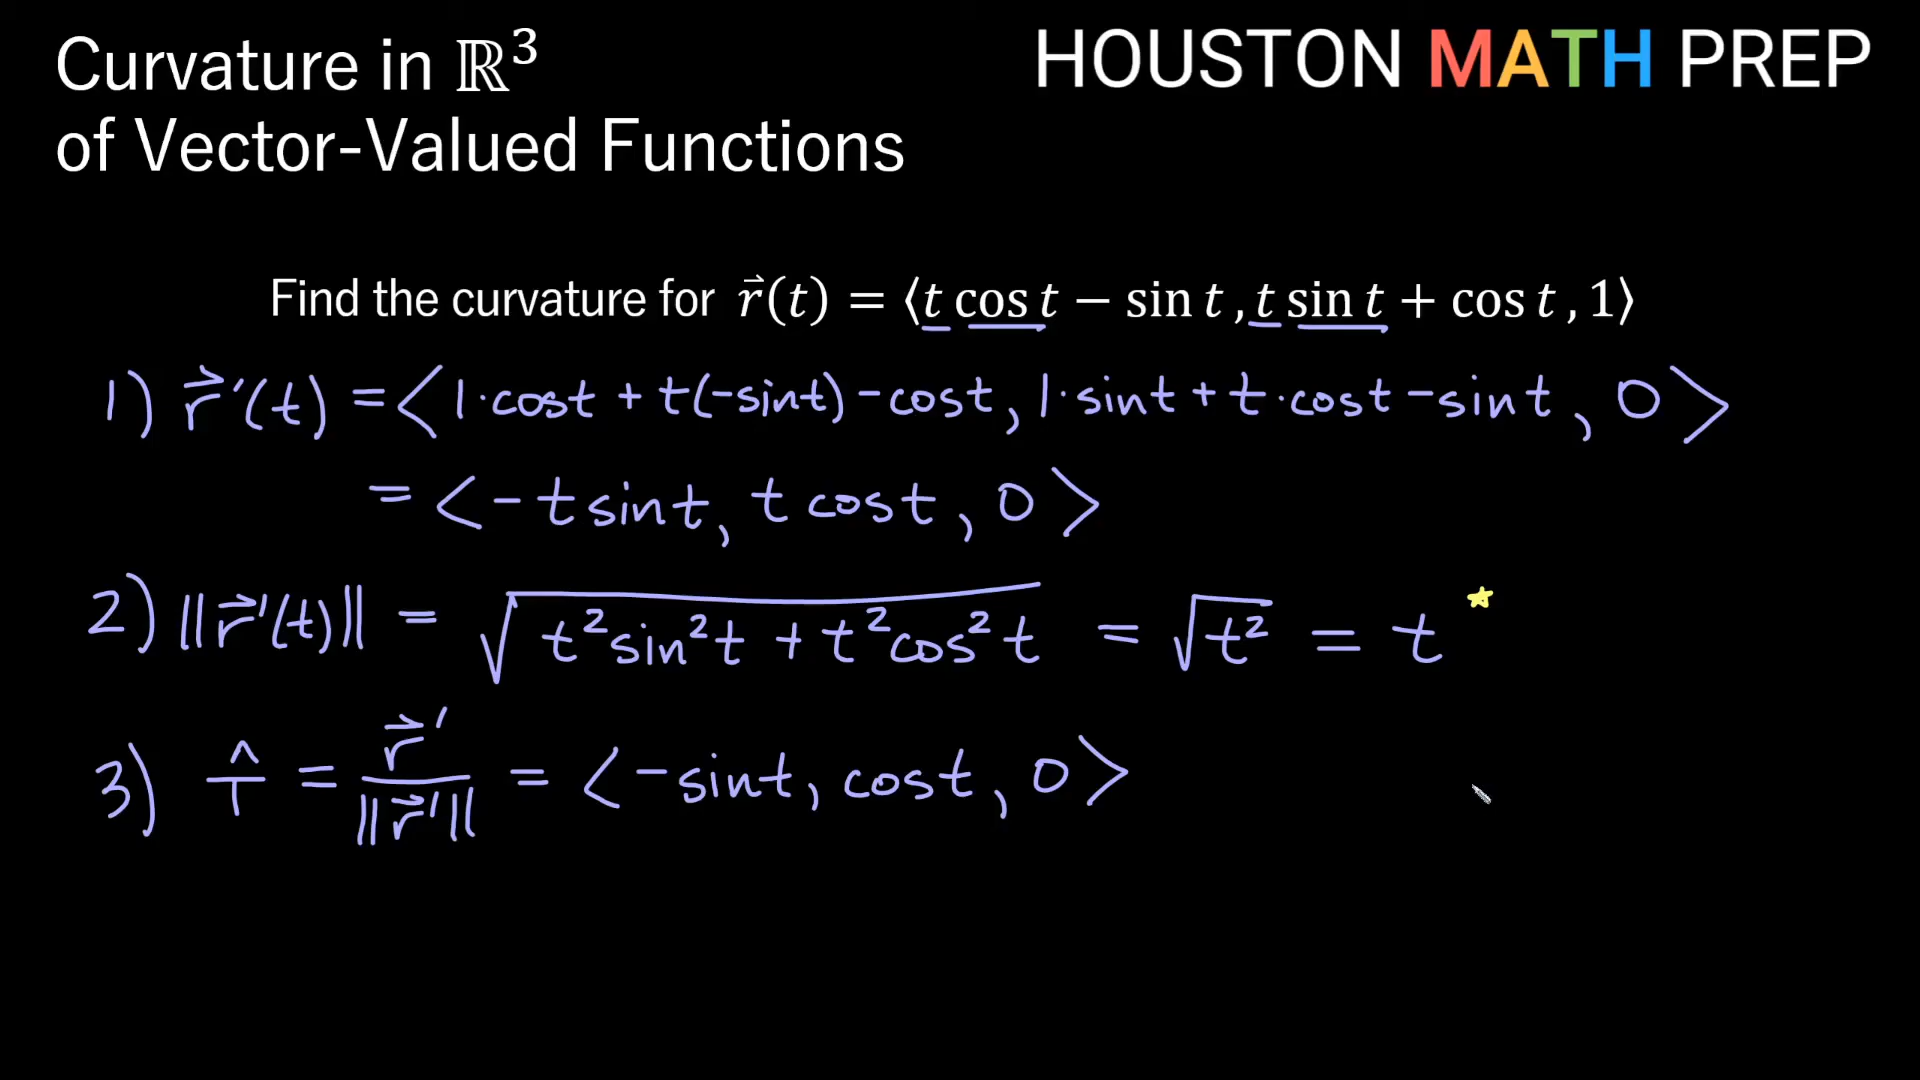 Curvature in ℝ³
of Vector-Valued Functions
HOUSTON MATH PREP
Find the curvature for r⃗(t) = ⟨t cos t − sin t , t sin t + cos t , 1⟩
1) r⃗'(t) = <1·cost + t(-sint) - cost, 1·sint + t·cost - sint, 0>
= <-t sint, t cost, 0>
2) ||r⃗'(t)|| = √(t²sin²t + t²cos²t) = √t² = t *
3) T̂ = r⃗'/||r⃗'|| = <-sint, cost, 0>